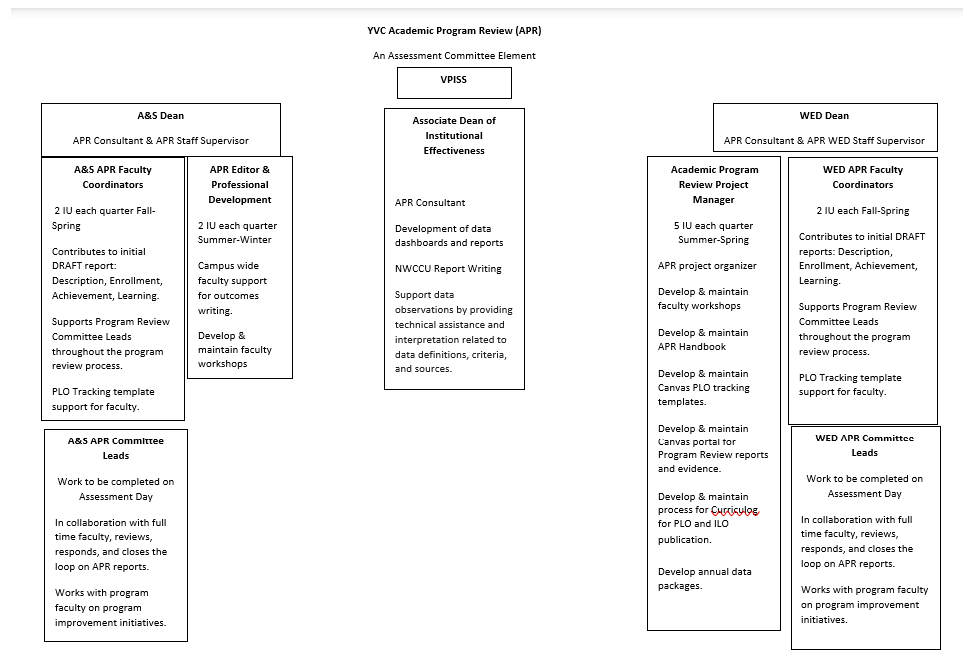 YVC Academic Program Review (APR)
An Assessment Committee Element
VPISS
A&S Dean
APR Consultant & APR Staff Supervisor
A&S APR Faculty
Coordinators
2 IU each quarter Fall-
Spring
Contributes to initial
DRAFT report:
Description, Enrollment,
Achievement, Learning.
Supports Program Review
Committee Leads
throughout the program
review process.
PLO Tracking template
support for faculty.
APR Editor &
Professional
Development
2 IU each quarter
Summer-Winter
Campus wide
faculty support
for outcomes
writing.
Develop &
maintain faculty
workshops
A&S APR Committee
Leads
Work to be completed on
Assessment Day
In collaboration with full
time faculty, reviews,
responds, and closes the
loop on APR reports.
Works with program
faculty on program
improvement initiatives.
Associate Dean of
Institutional
Effectiveness
APR Consultant
Development of data
dashboards and reports
NWCCU Report Writing
Support data
observations by providing
technical assistance and
interpretation related to
data definitions, criteria,
and sources.
WED Dean
APR Consultant & APR WED Staff Supervisor
Academic Program
Review Project
Manager
5 IU each quarter
Summer-Spring
APR project organizer
Develop & maintain
faculty workshops
Develop & maintain
APR Handbook
Develop & maintain
Canvas PLO tracking
templates.
Develop & maintain
Canvas portal for
Program Review reports
and evidence.
Develop & maintain
process for Curriculog
for PLO and ILO
publication.
Develop annual data
packages.
WED APR Faculty
Coordinators
2 IU each Fall-Spring
Contributes to initial DRAFT
reports: Description,
Enrollment, Achievement,
Learning.
Supports Program Review
Committee Leads
throughout the program
review process.
PLO Tracking template
support for faculty.
WED APR Committee
Leads
Work to be completed on
Assessment Day
In collaboration with full
time faculty, reviews,
responds, and closes the
loop on APR reports.
Works with program faculty
on program improvement
initiatives.